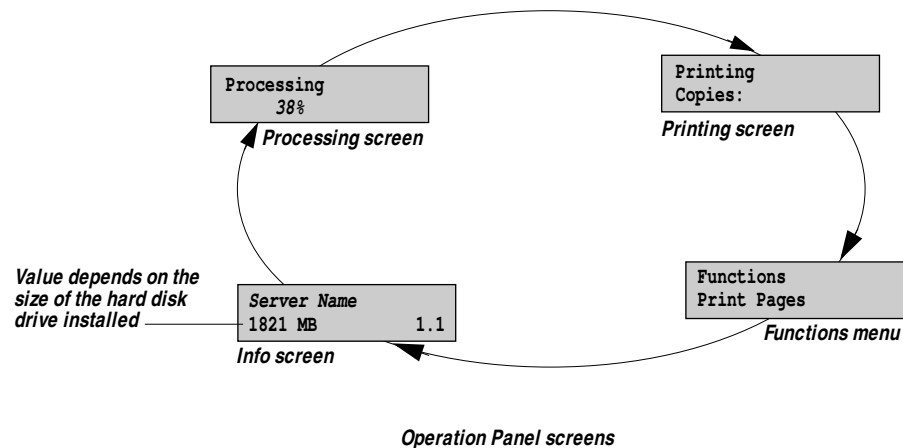 Processing
38%
Processing screen
Printing
Copies:
Printing screen
Value depends on the
size of the hard disk
drive installed
Server Name
1821 MB 1.1
Info screen
Functions
Print Pages
Functions menu
Operation Panel screens